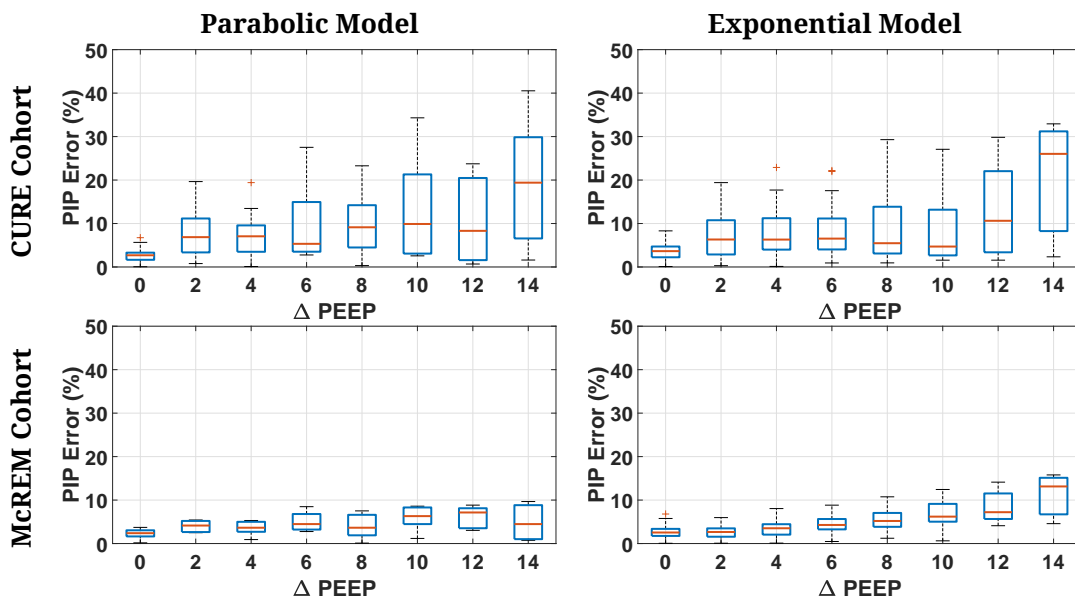 Parabolic Model
Exponential Model
CURE Cohort
PIP Error (%)
50
40
30
20
10
0
0 2 4 6 8 10 12 14
Δ PEEP
PIP Error (%)
50
40
30
20
10
0
0 2 4 6 8 10 12 14
Δ PEEP
McREM Cohort
PIP Error (%)
50
40
30
20
10
0
0 2 4 6 8 10 12 14
Δ PEEP
PIP Error (%)
50
40
30
20
10
0
0 2 4 6 8 10 12 14
Δ PEEP